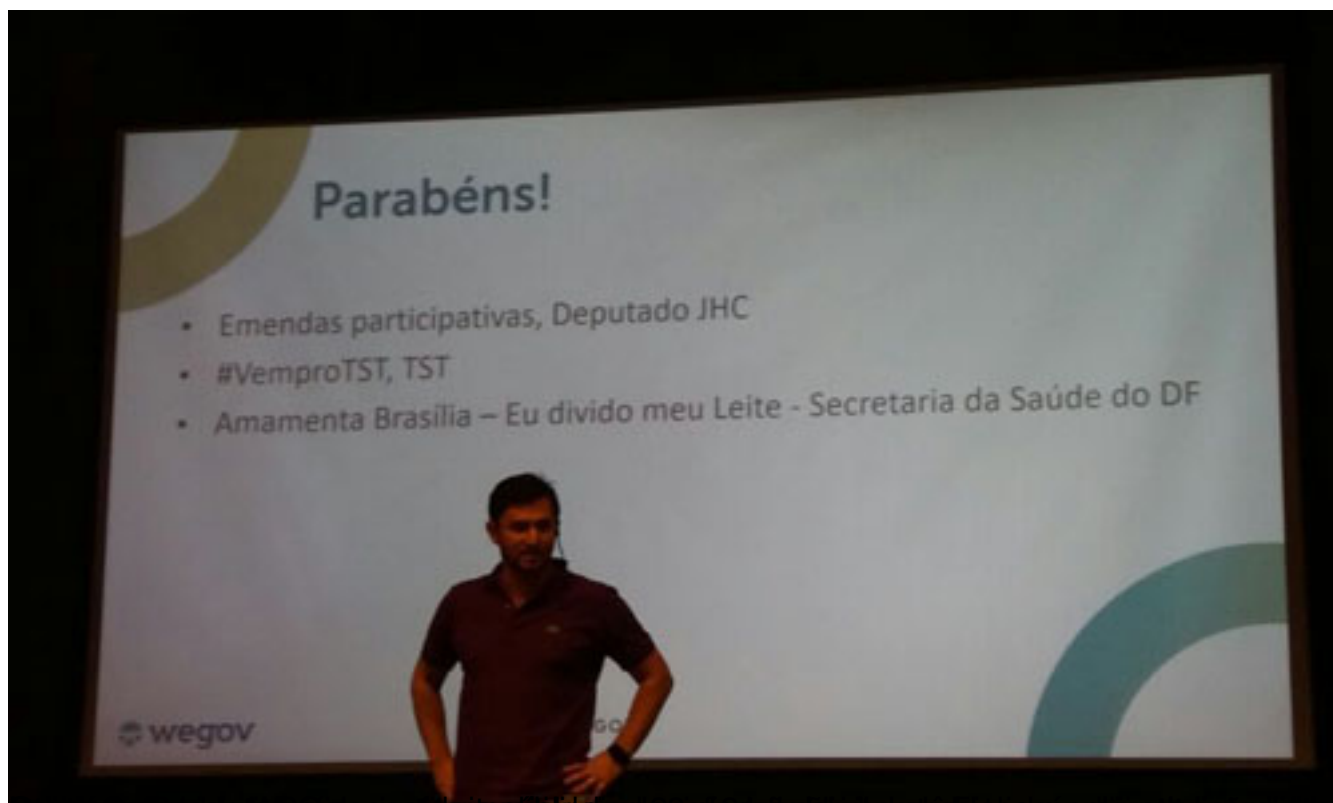 Parabéns!
• Emendas participativas, Deputado JHC
• #VemproTST, TST
• Amamenta Brasília – Eu divido meu Leite - Secretaria da Saúde do DF
wegov